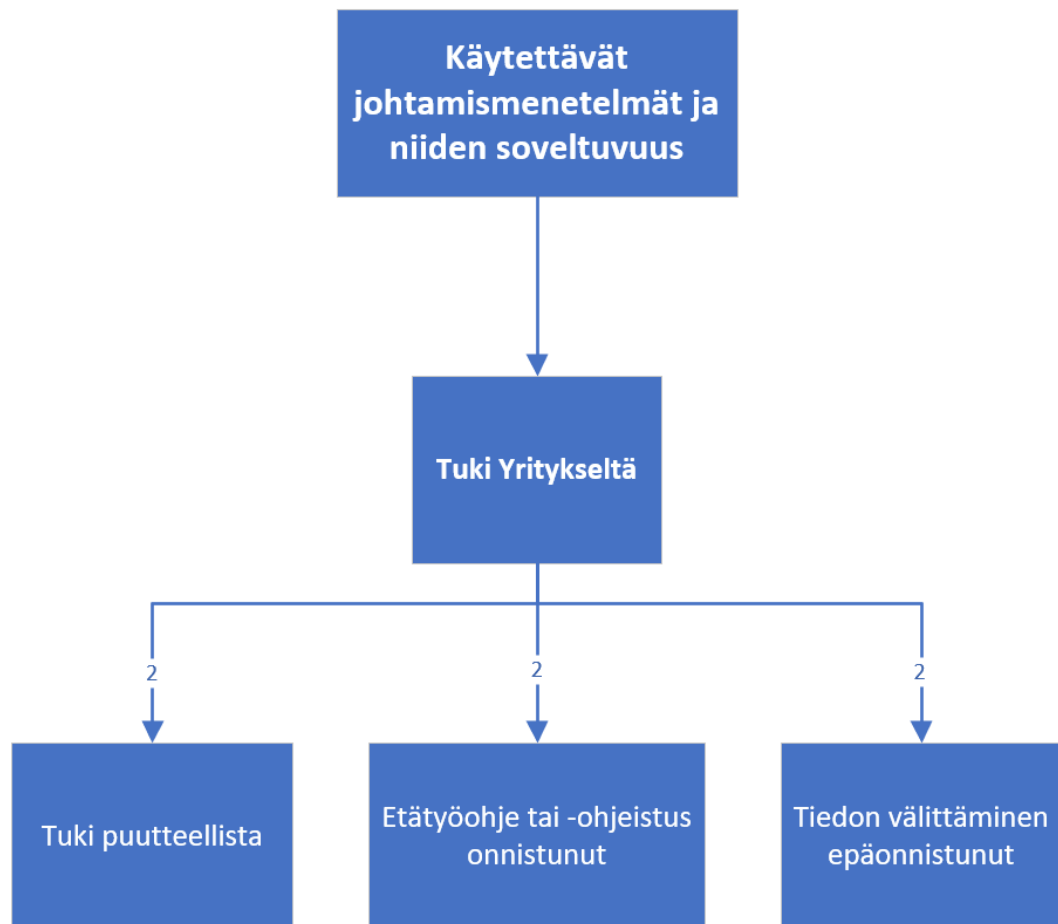 Käytettävät
johtamismenetelmät ja
niiden soveltuvuus
Tuki Yritykseltä
2
2
2
Tuki puutteellista
Etätyöohje tai -ohjeistus
onnistunut
Tiedon välittäminen
epäonnistunut